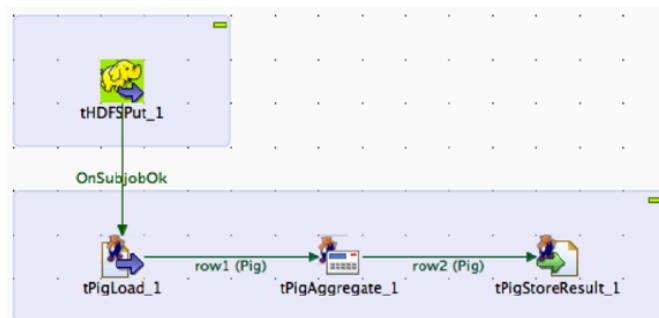 tHDFSPut_1
OnSubjobOk
row1 (Pig)
row2 (Pig)
tPigLoad_1
tPigAggregate_1
tPigStoreResult_1